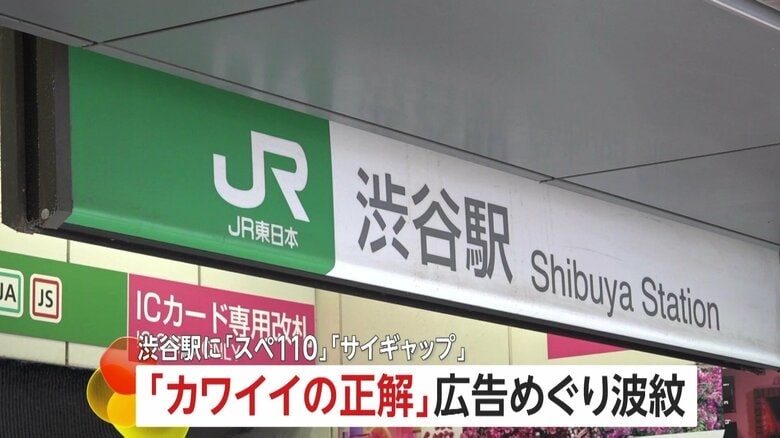 JR
JR東日本
渋谷駅 Shibuya Station
JA JS
ICカード専用改札
渋谷駅に「スペ110」「サイギャップ」
「カワイイの正解」広告めぐり波紋